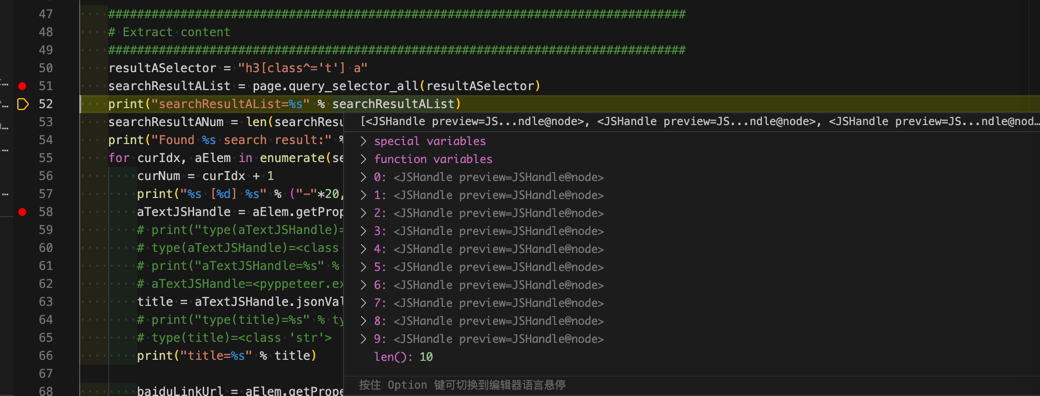 47 ################################################################################
48 # Extract content
49 ################################################################################
50 resultASelector = "h3[class^='t'] a"
51 searchResultAList = page.query_selector_all(resultASelector)
52 print("searchResultAList=%s" % searchResultAList)
53 searchResultANum = len(searchResu
[<JSHandle preview=JS...ndle@node>, <JSHandle preview=JS...ndle@node>, <JSHandle preview=JS...ndle@nod…
54 print("Found %s search result:" %
special variables
55 for curIdx, aElem in enumerate(se
function variables
56 curNum = curIdx + 1
0: <JSHandle preview=JSHandle@node>
57 print("%s [%d] %s" % ("-"*20,
1: <JSHandle preview=JSHandle@node>
58 aTextJSHandle = aElem.getProp
2: <JSHandle preview=JSHandle@node>
59 # print("type(aTextJSHandle)=
3: <JSHandle preview=JSHandle@node>
60 # type(aTextJSHandle)=<class
4: <JSHandle preview=JSHandle@node>
61 # print("aTextJSHandle=%s" %
5: <JSHandle preview=JSHandle@node>
62 # aTextJSHandle=<pyppeteer.ex
6: <JSHandle preview=JSHandle@node>
63 title = aTextJSHandle.jsonVal
7: <JSHandle preview=JSHandle@node>
64 # print("type(title)=%s" % ty
8: <JSHandle preview=JSHandle@node>
65 # type(title)=<class 'str'>
9: <JSHandle preview=JSHandle@node>
66 print("title=%s" % title)
len(): 10
67
按住 Option 键可切换到编辑器语言悬停
68 baiduLinkUrl = aElem.getPrope